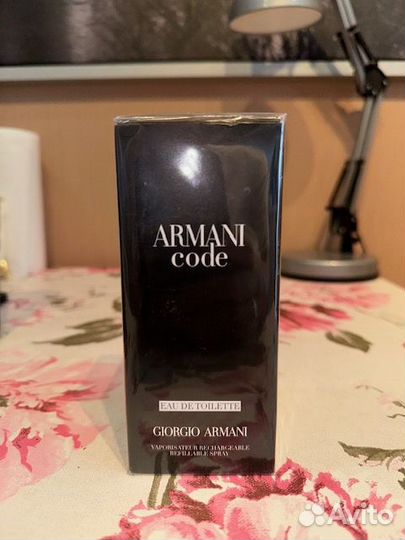 ARMANI
code
EAU DE TOILETTE
GIORGIO ARMANI
VAPORISATEUR RECHARGEABLE
REFILLABLE SPRAY
Avito